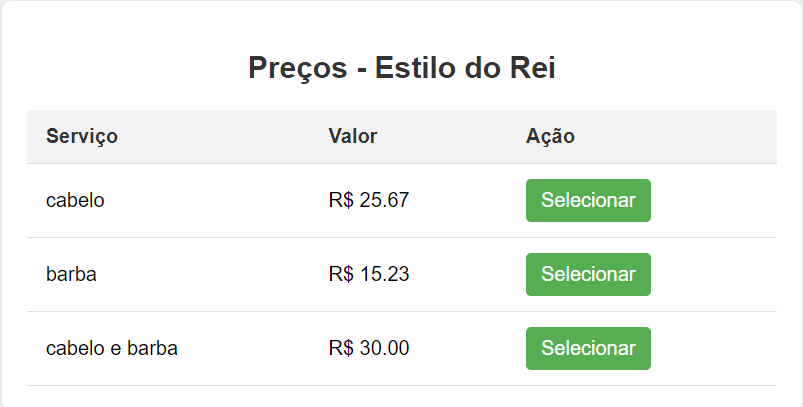 Preços - Estilo do Rei
Serviço Valor Ação
cabelo R$ 25.67 Selecionar
barba R$ 15.23 Selecionar
cabelo e barba R$ 30.00 Selecionar